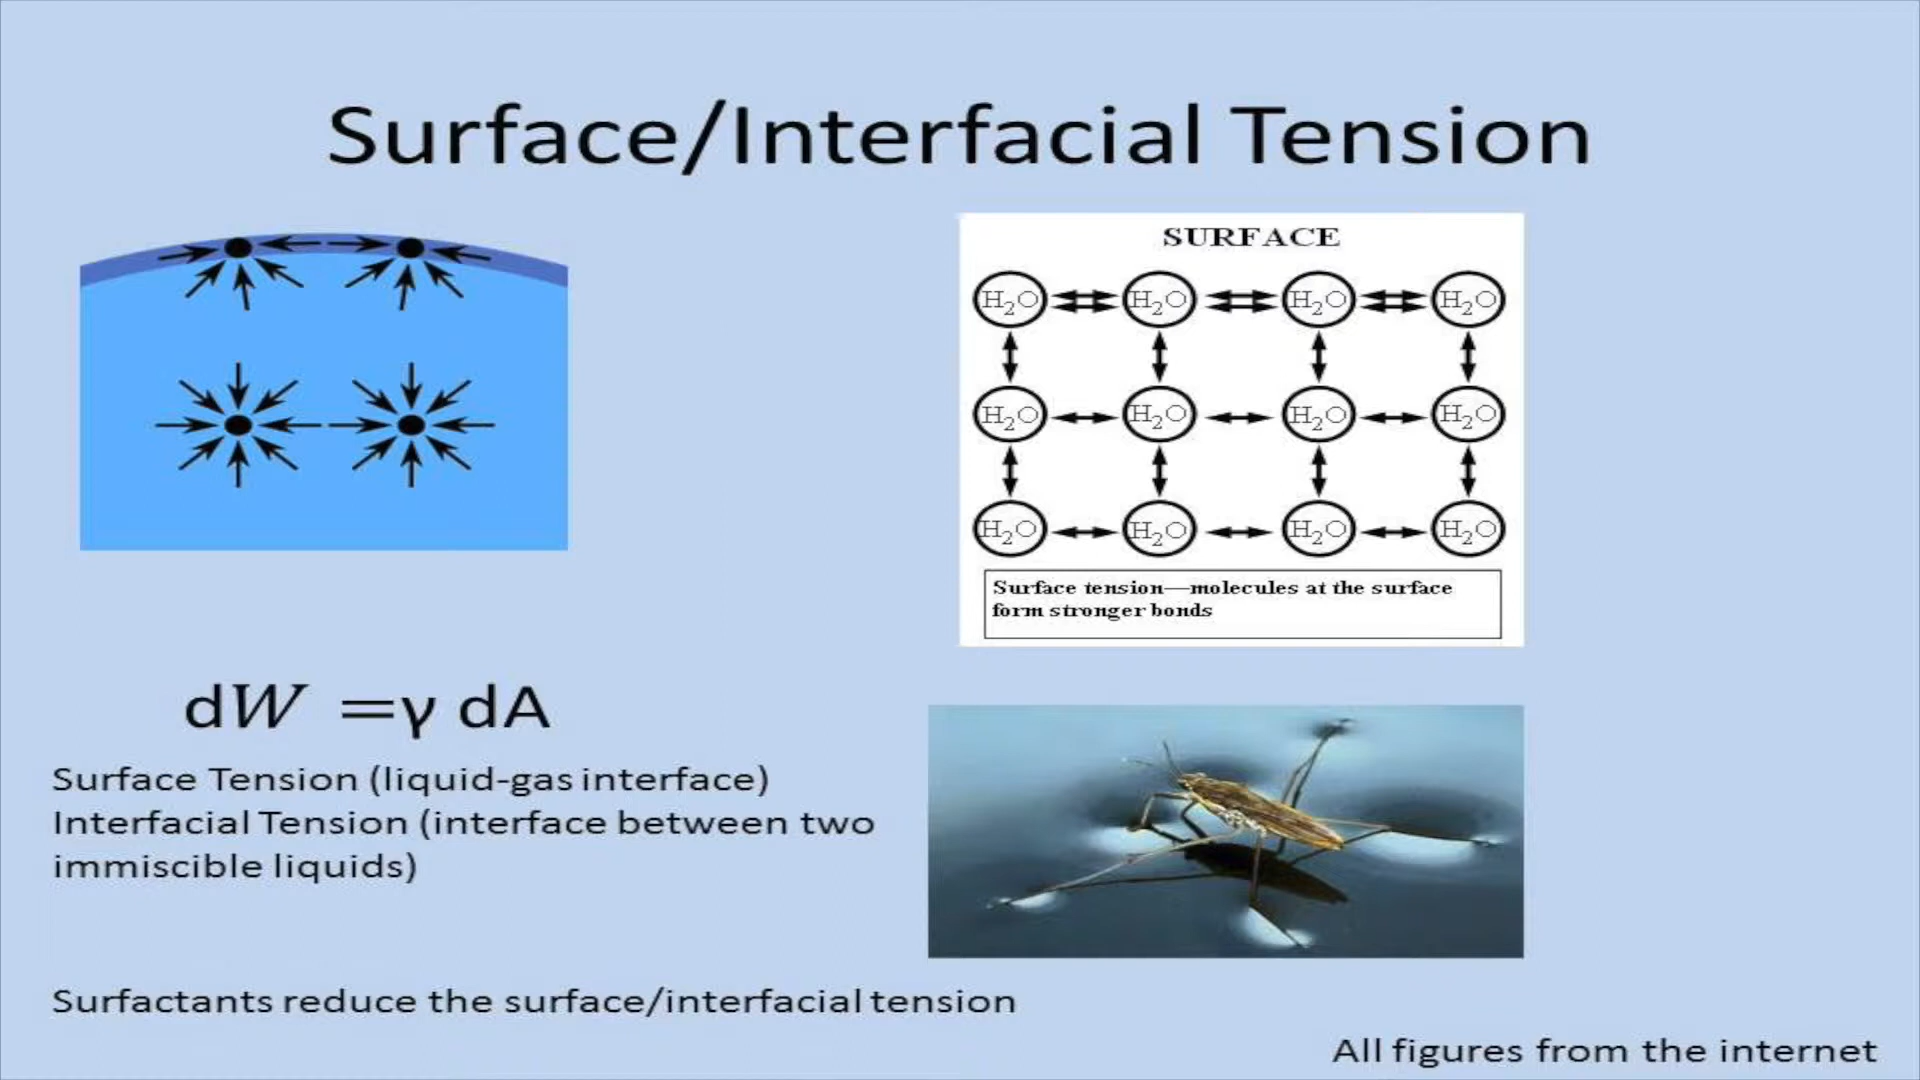 Surface/Interfacial Tension
SURFACE
H₂O H₂O H₂O H₂O
H₂O H₂O H₂O H₂O
H₂O H₂O H₂O H₂O
Surface tension—molecules at the surface
form stronger bonds
dW =γ dA
Surface Tension (liquid-gas interface)
Interfacial Tension (interface between two
immiscible liquids)
Surfactants reduce the surface/interfacial tension
All figures from the internet